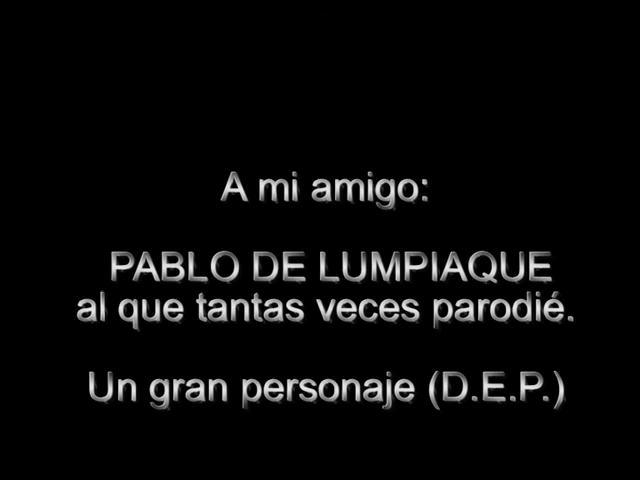 A mi amigo:
PABLO DE LUMPIAQUE
al que tantas veces parodié.
Un gran personaje (D.E.P.)